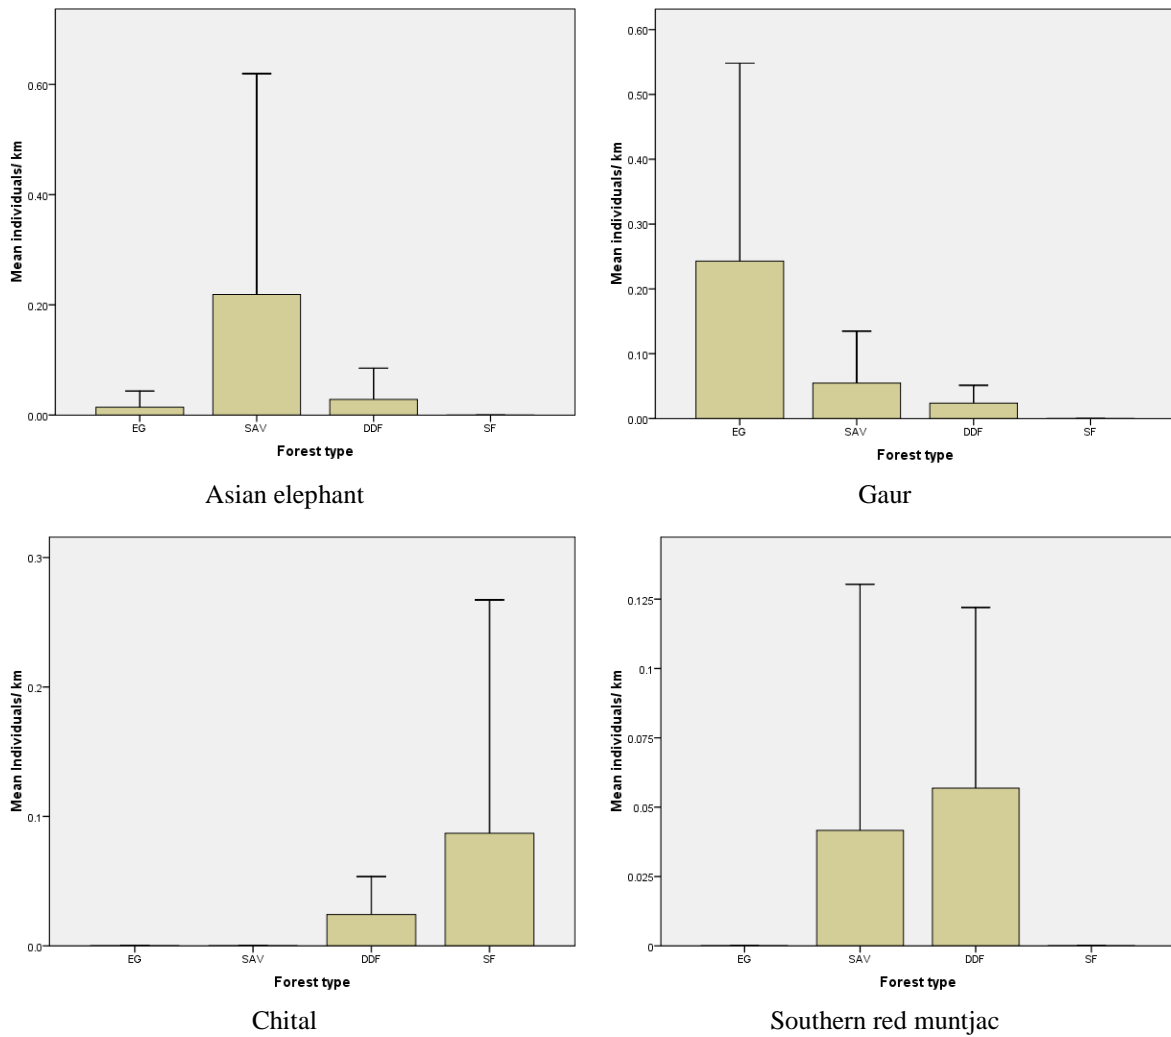 Mean individuals/ km
0.60
0.40
0.20
0.00
EG
SAV
DDF
SF
Forest type
Asian elephant
Mean individuals/ km
0.60
0.50
0.40
0.30
0.20
0.10
0.00
EG
SAV
DDF
SF
Forest type
Gaur
Mean Individuals/ km
0.3
0.2
0.1
0.0
EG
SAV
DDF
SF
Forest type
Chital
Mean individuals/ km
0.125
0.1
0.075
0.05
0.025
0
EG
SAV
DDF
SF
Forest type
Southern red muntjac